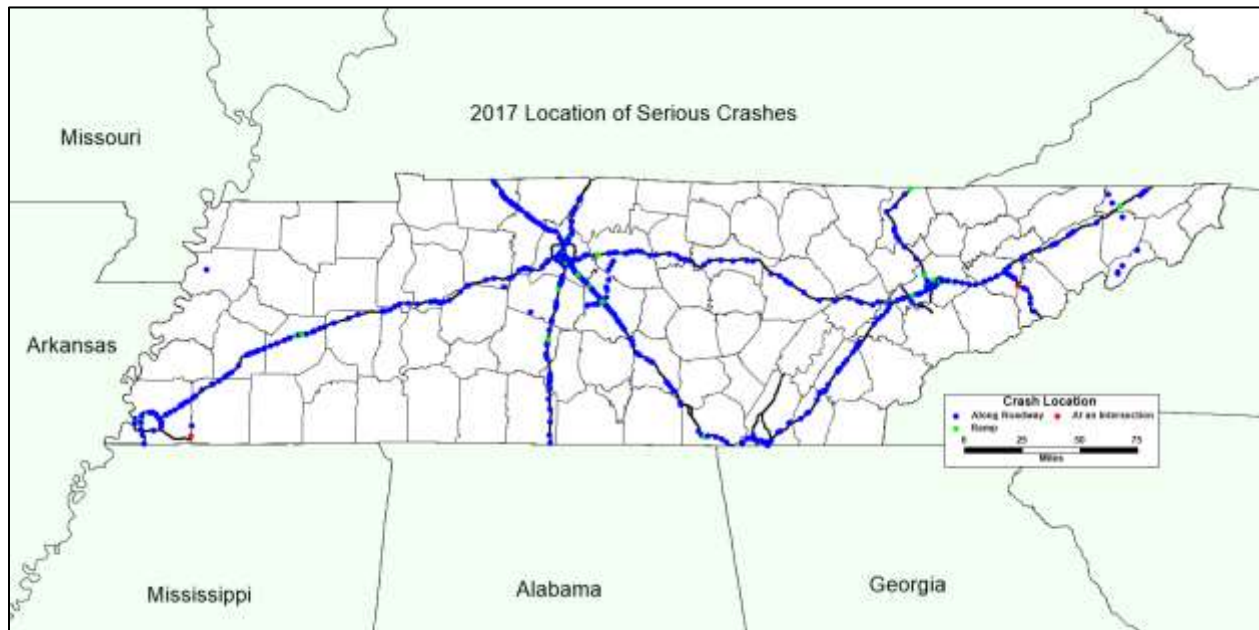 2017 Location of Serious Crashes
Missouri
Arkansas
Crash Location
Along Roadway At an Intersection
Ramp
0 25 50 75
Miles
Mississippi
Alabama
Georgia